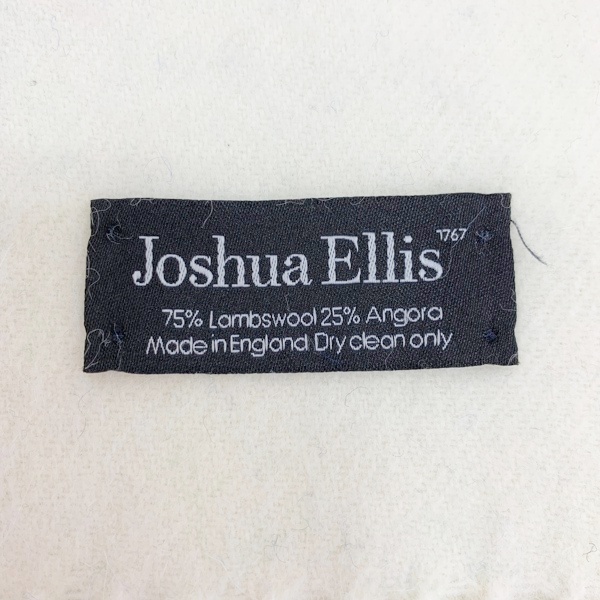 Joshua Ellis 1767
75% Lambswool 25% Angora
Made in England Dry clean only